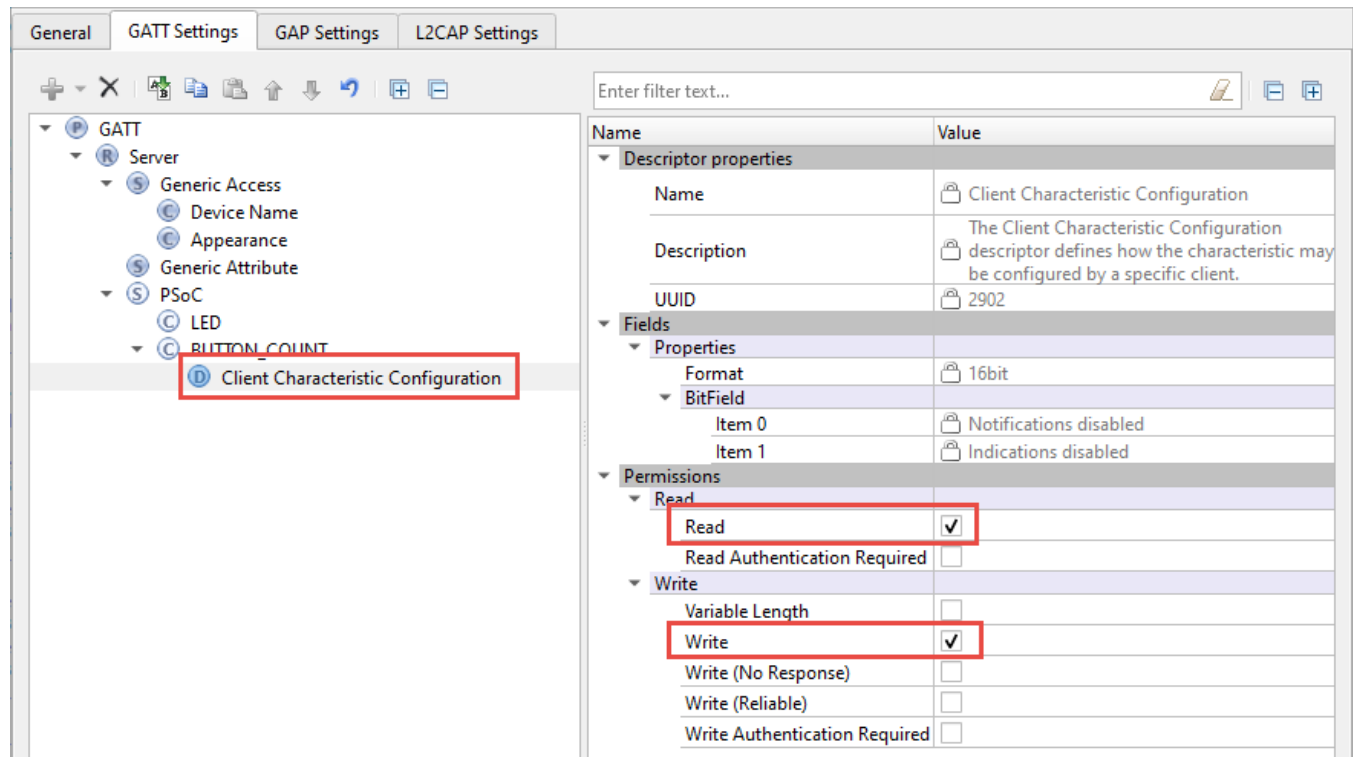 General GATT Settings GAP Settings L2CAP Settings
Enter filter text...
P GATT
R Server
S Generic Access
C Device Name
C Appearance
S Generic Attribute
S PSoC
C LED
C BUTTON_COUNT
D Client Characteristic Configuration
Name Value
Descriptor properties
Name Client Characteristic Configuration
Description The Client Characteristic Configuration
descriptor defines how the characteristic may
be configured by a specific client.
UUID 2902
Fields
Properties
Format 16bit
BitField
Item 0 Notifications disabled
Item 1 Indications disabled
Permissions
Read
Read
Read Authentication Required
Write
Variable Length
Write
Write (No Response)
Write (Reliable)
Write Authentication Required